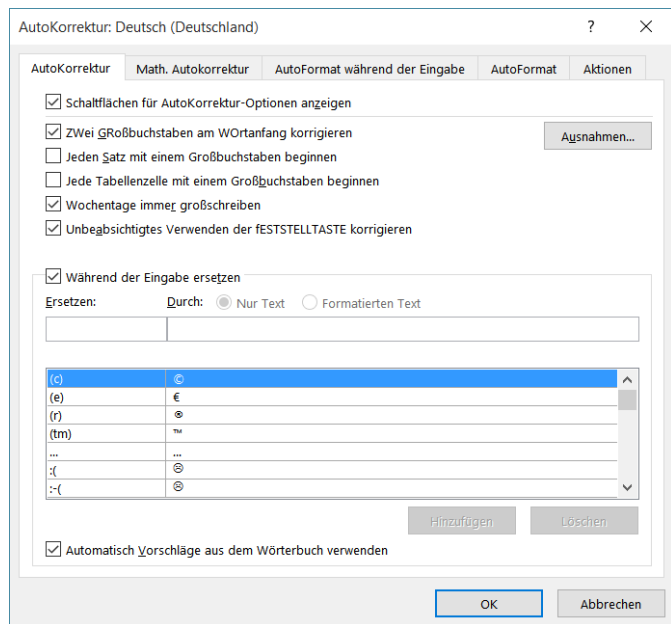 AutoKorrektur: Deutsch (Deutschland)
AutoKorrektur Math. Autokorrektur AutoFormat während der Eingabe AutoFormat Aktionen
Schaltflächen für AutoKorrektur-Optionen anzeigen
ZWei GRoßbuchstaben am WOrtanfang korrigieren
Ausnahmen...
Jeden Satz mit einem Großbuchstaben beginnen
Jede Tabellenzelle mit einem Großbuchstaben beginnen
Wochentage immer großschreiben
Unbeabsichtigtes Verwenden der fESTSTELLTASTE korrigieren
Während der Eingabe ersetzen
Ersetzen: Durch: Nur Text Formatierten Text
(c) ©
(e) €
(r) ®
(tm) ™
... ...
:( ☹
:-( ☹
Hinzufügen Löschen
Automatisch Vorschläge aus dem Wörterbuch verwenden
OK Abbrechen